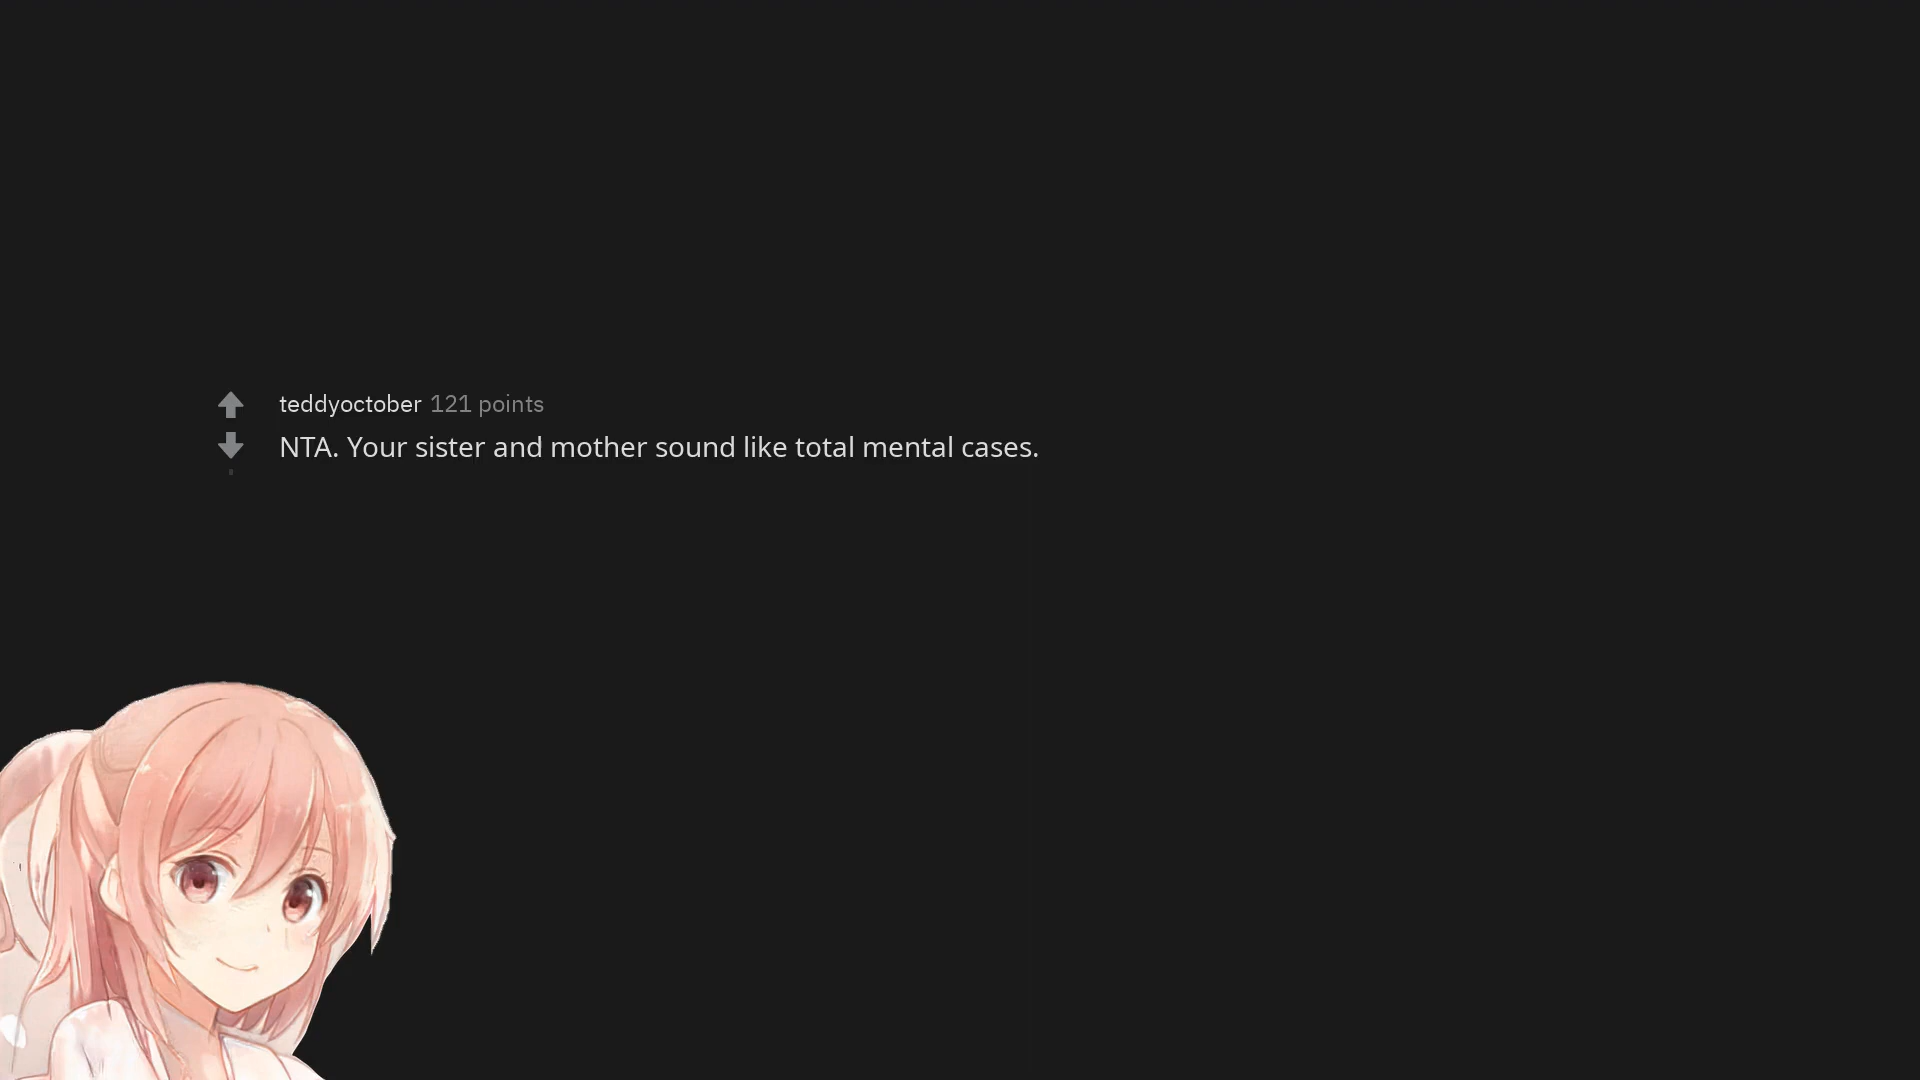 teddyoctober 121 points
NTA. Your sister and mother sound like total mental cases.